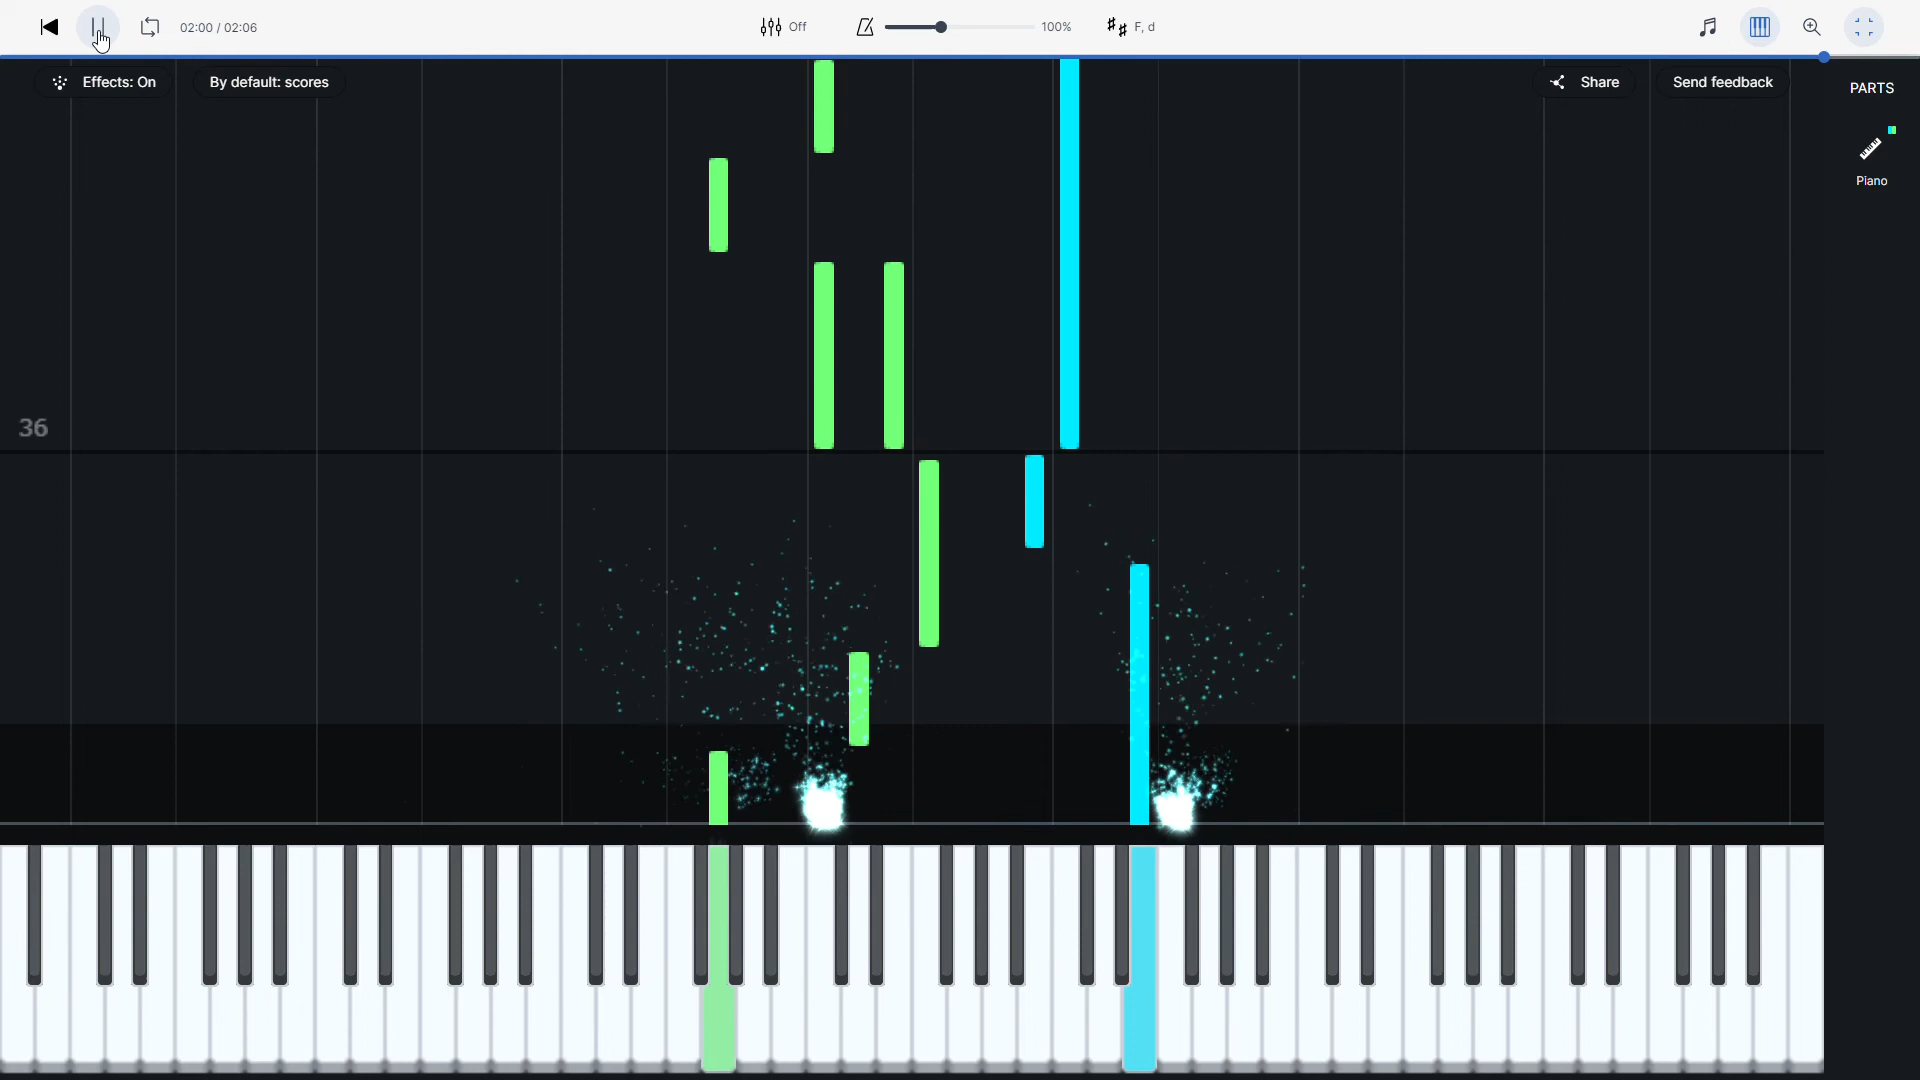 02:00 / 02:06
Off
100%
F, d
Effects: On
By default: scores
Share
Send feedback
PARTS
Piano
36